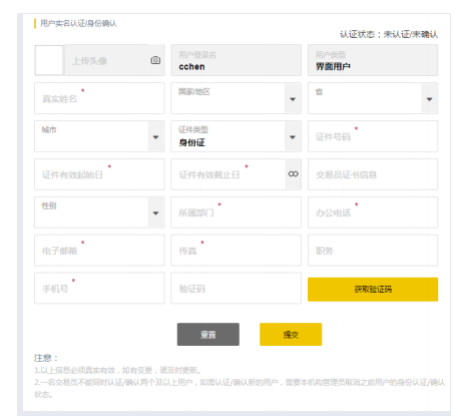 用户实名认证/身份确认
认证状态：未认证/未确认
上传头像
用户登录名
cchen
用户类型
界面用户
真实姓名 *
国家/地区
省
城市
证件类型
身份证
证件号码 *
证件有效起始日 *
证件有效截止日 *
交易员证书信息
性别
所属部门 *
办公电话 *
电子邮箱 *
传真 *
职务
手机号 *
验证码
获取验证码
重置
提交
注意：
1.以上信息必须真实有效，如有变更，请及时更新。
2.一名交易员不能同时认证/确认两个及以上用户，如需认证/确认新的用户，需要本机构管理员取消之前用户的身份认证/确认
状态。